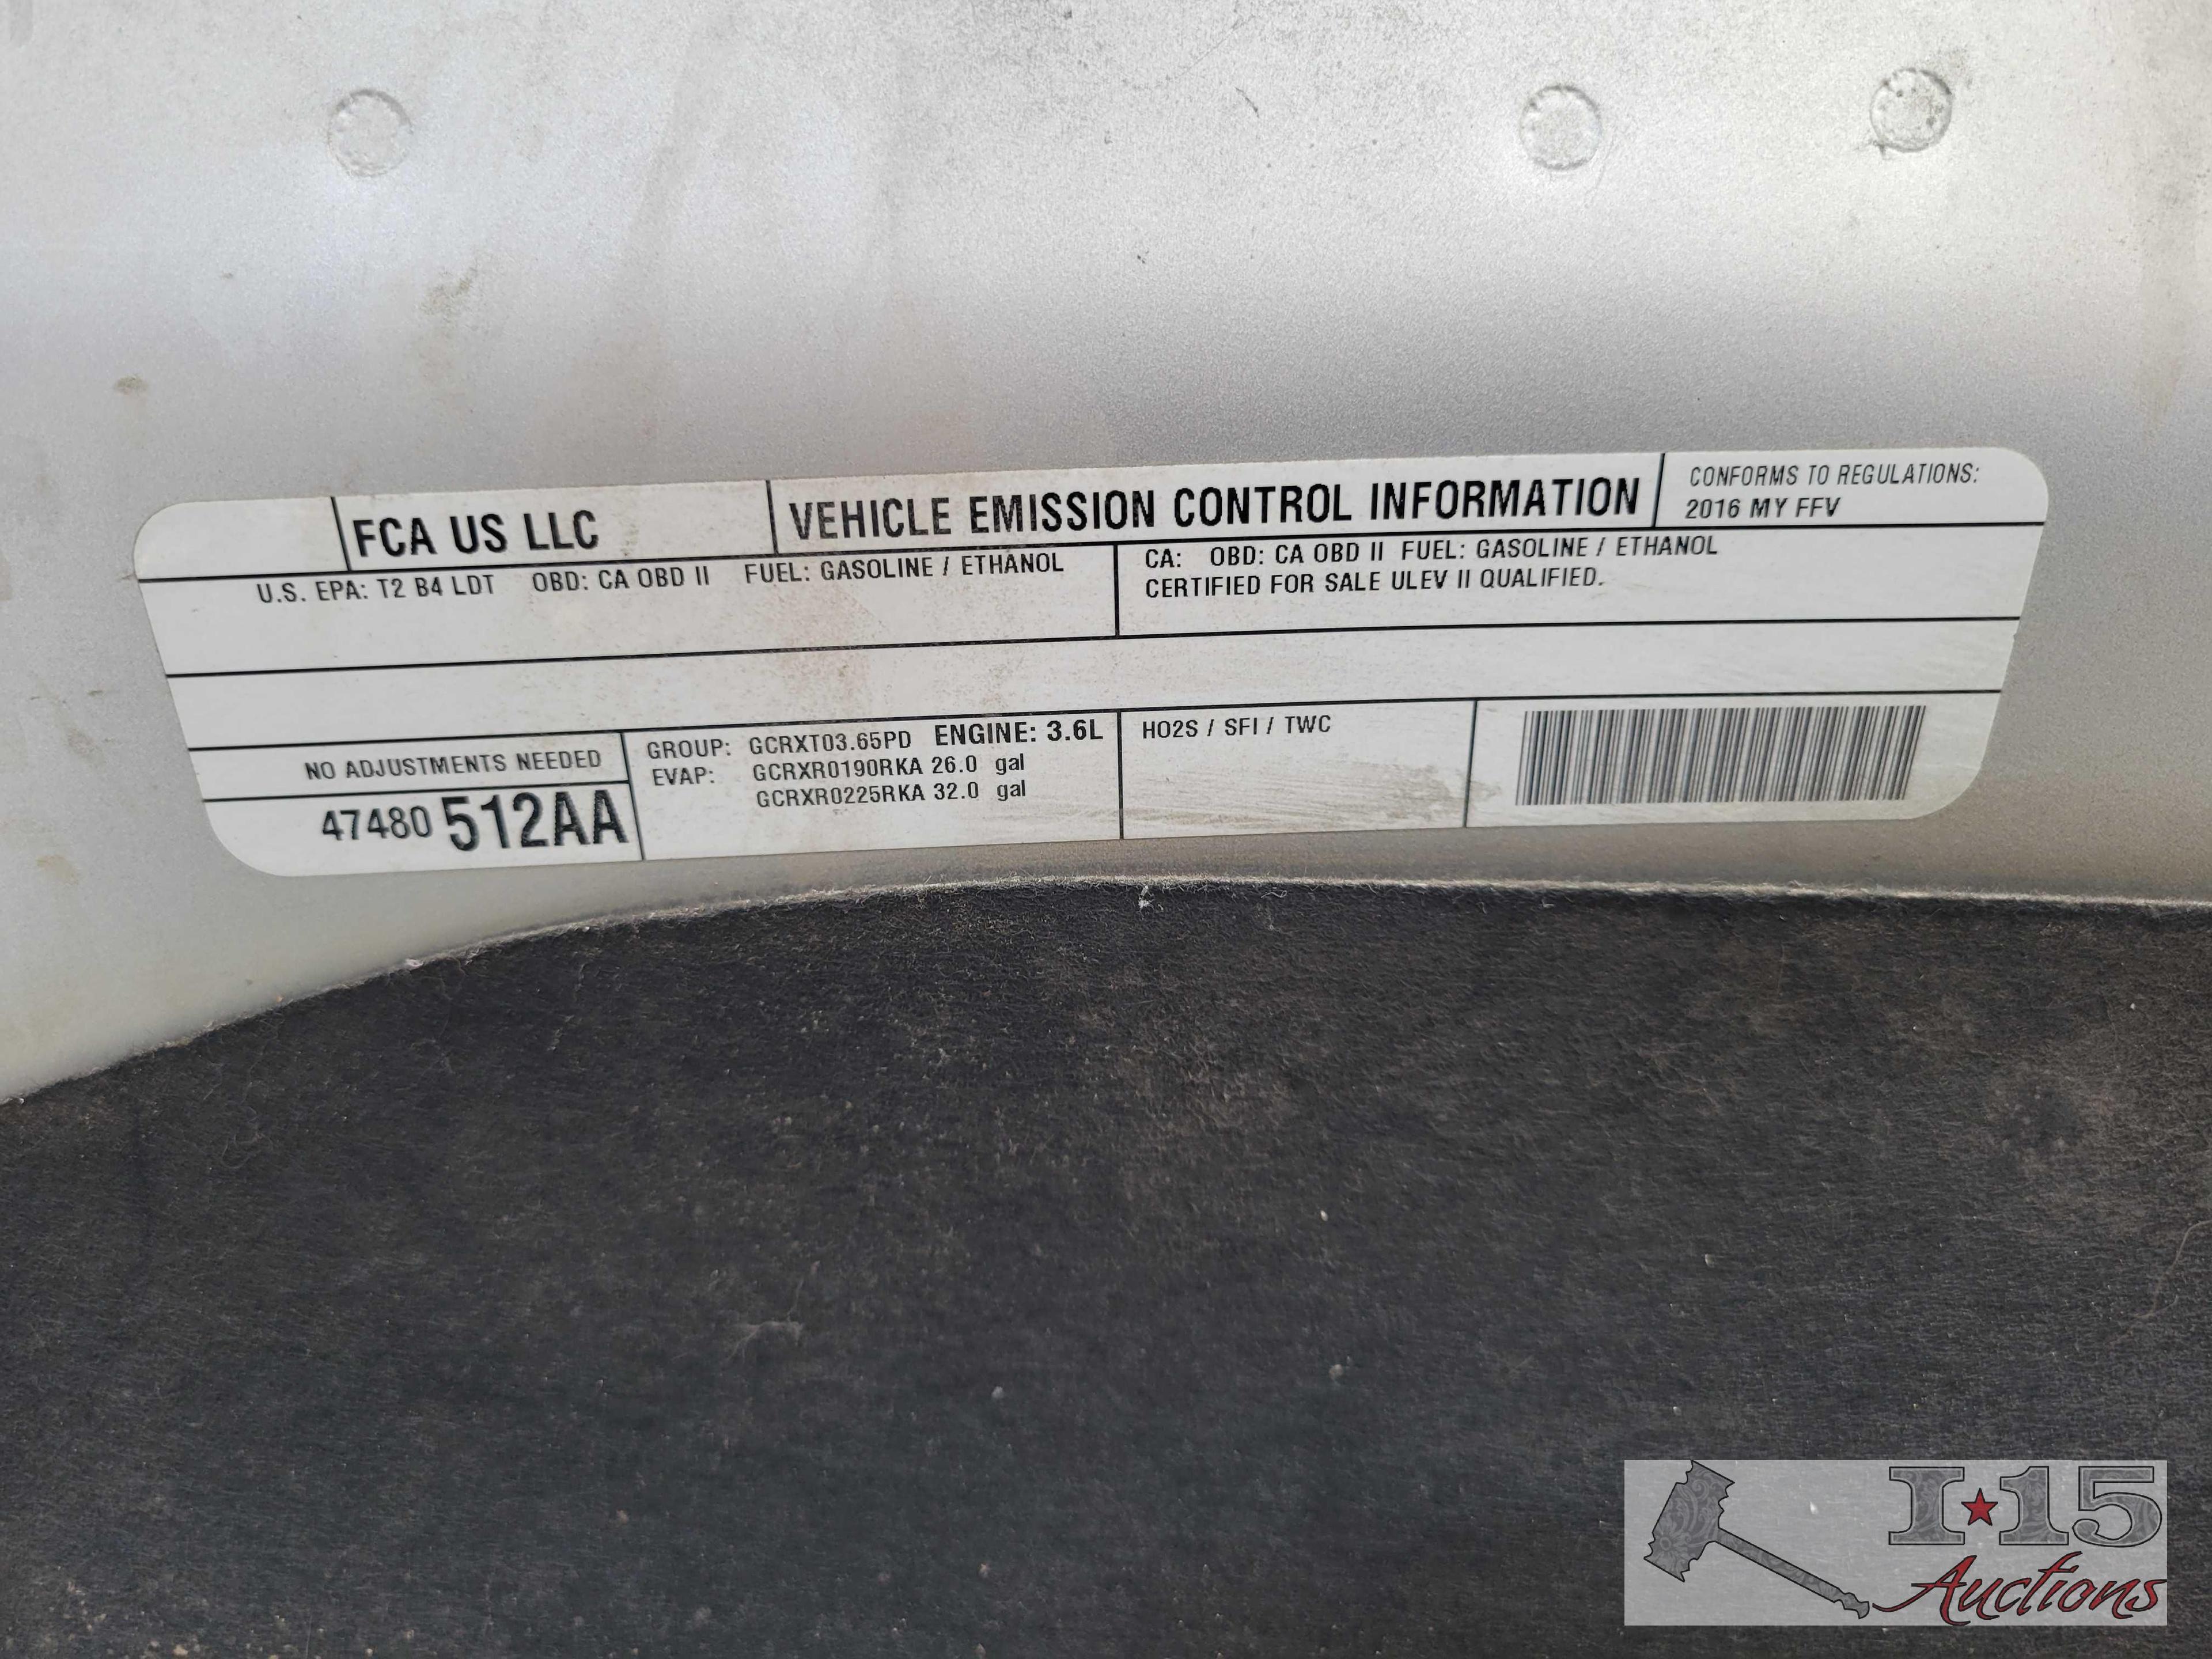 FCA US LLC
VEHICLE EMISSION CONTROL INFORMATION
CONFORMS TO REGULATIONS:
2016 MY FFV
U.S. EPA: T2 B4 LDT OBD: CA OBD II FUEL: GASOLINE / ETHANOL
CA: OBD: CA OBD II FUEL: GASOLINE / ETHANOL
CERTIFIED FOR SALE ULEV II QUALIFIED.
NO ADJUSTMENTS NEEDED
47480 512AA
GROUP: GCRXT03.65PD ENGINE: 3.6L
EVAP: GCRXR0190RKA 26.0 gal
GCRXR0225RKA 32.0 gal
HO2S / SFI / TWC
I★15
Auctions